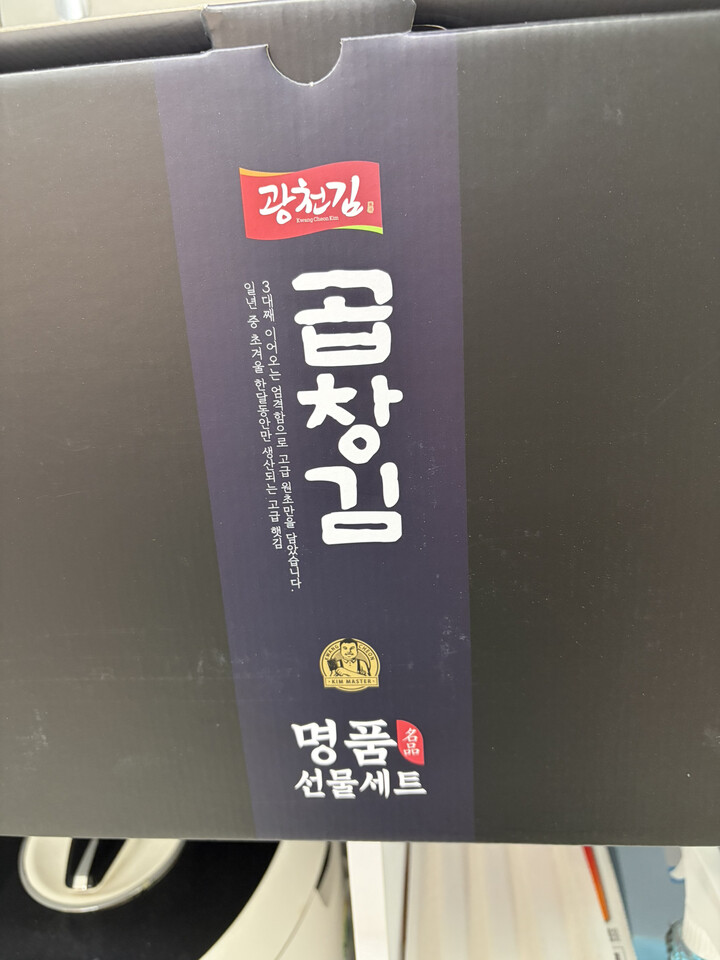 광천김
Kwang Cheon Kim
곱창김
3대째 이어오는 엄격함으로 고급 원초만을 담았습니다.
일년 중 초겨울 한달동안만 생산되는 고급 햇김
KWANG CHEON
KIM MASTER
명품
名品
선물세트